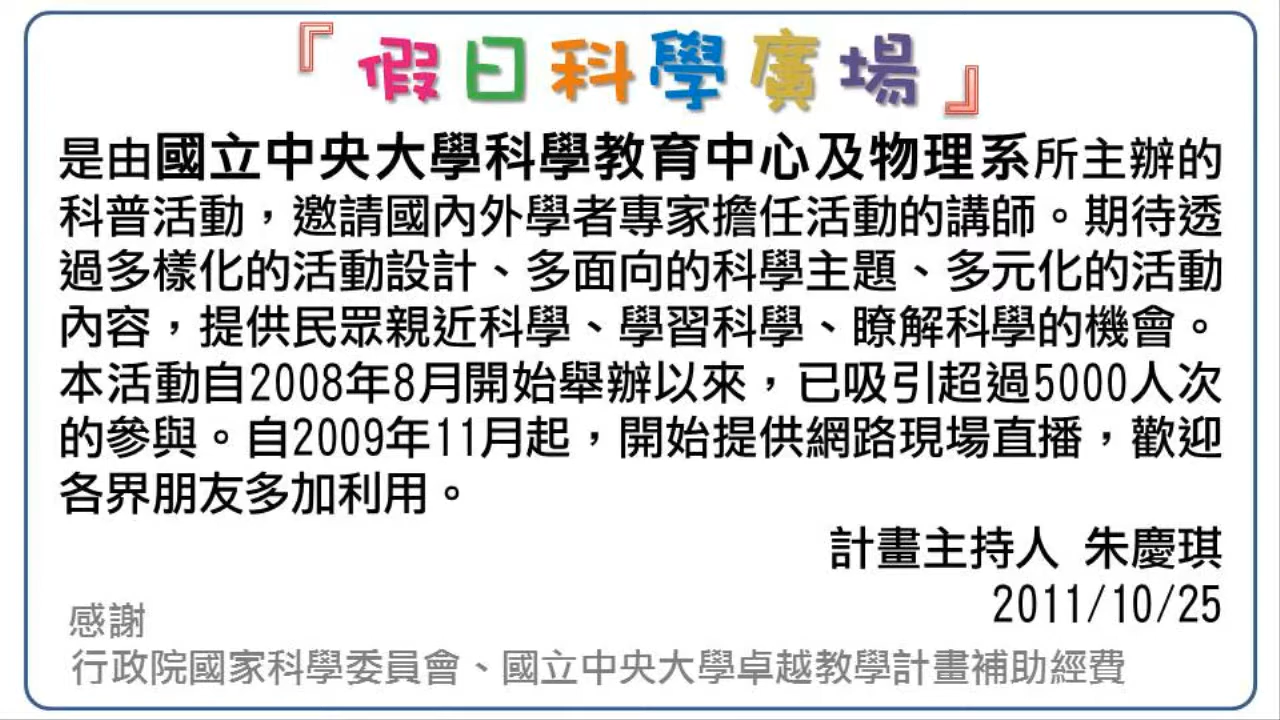 『假日科學廣場』
是由國立中央大學科學教育中心及物理系所主辦的
科普活動，邀請國內外學者專家擔任活動的講師。期待透
過多樣化的活動設計、多面向的科學主題、多元化的活動
內容，提供民眾親近科學、學習科學、瞭解科學的機會。
本活動自2008年8月開始舉辦以來，已吸引超過5000人次
的參與。自2009年11月起，開始提供網路現場直播，歡迎
各界朋友多加利用。
計畫主持人 朱慶琪
2011/10/25
感謝
行政院國家科學委員會、國立中央大學卓越教學計畫補助經費